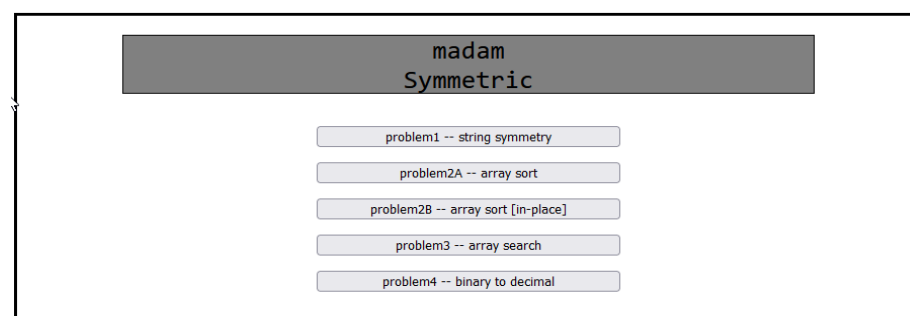 madam
Symmetric
problem1 -- string symmetry
problem2A -- array sort
problem2B -- array sort [in-place]
problem3 -- array search
problem4 -- binary to decimal